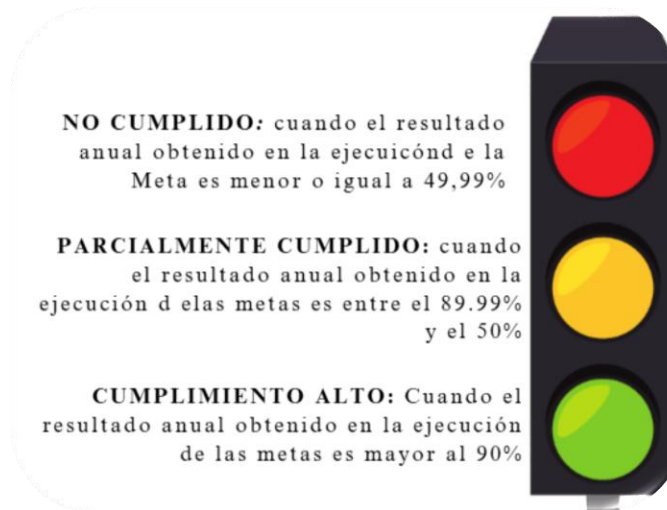 NO CUMPLIDO: cuando el resultado
anual obtenido en la ejecuicónd e la
Meta es menor o igual a 49,99%
PARCIALMENTE CUMPLIDO: cuando
el resultado anual obtenido en la
ejecución d elas metas es entre el 89.99%
y el 50%
CUMPLIMIENTO ALTO: Cuando el
resultado anual obtenido en la ejecución
de las metas es mayor al 90%